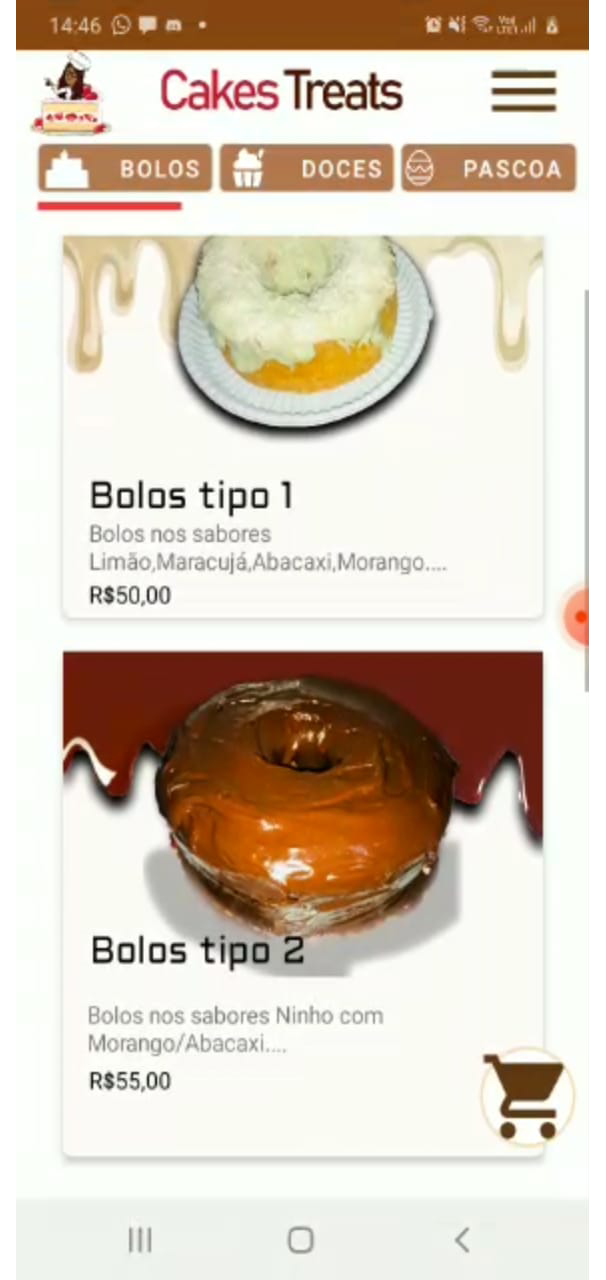 14:46
Cakes Treats
BOLOS DOCES PASCOA
Bolos tipo 1
Bolos nos sabores
Limão,Maracujá,Abacaxi,Morango....
R$50,00
Bolos tipo 2
Bolos nos sabores Ninho com
Morango/Abacaxi....
R$55,00